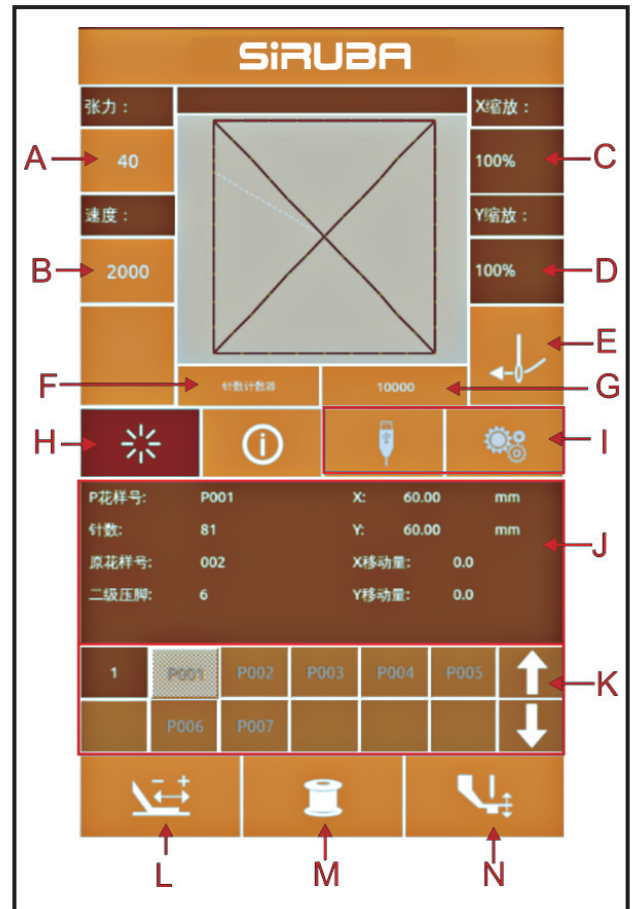 SiRUBA
张力：
X缩放：
A
40
100%
C
速度：
Y缩放：
B
2000
100%
D
E
F
针数计数器
10000
G
H
I
P花样号: P001 X: 60.00 mm
针数: 81 Y: 60.00 mm
J
原花样号: 002 X移动量: 0.0
二级压脚: 6 Y移动量: 0.0
1 P001 P002 P003 P004 P005
K
P006 P007
L M N